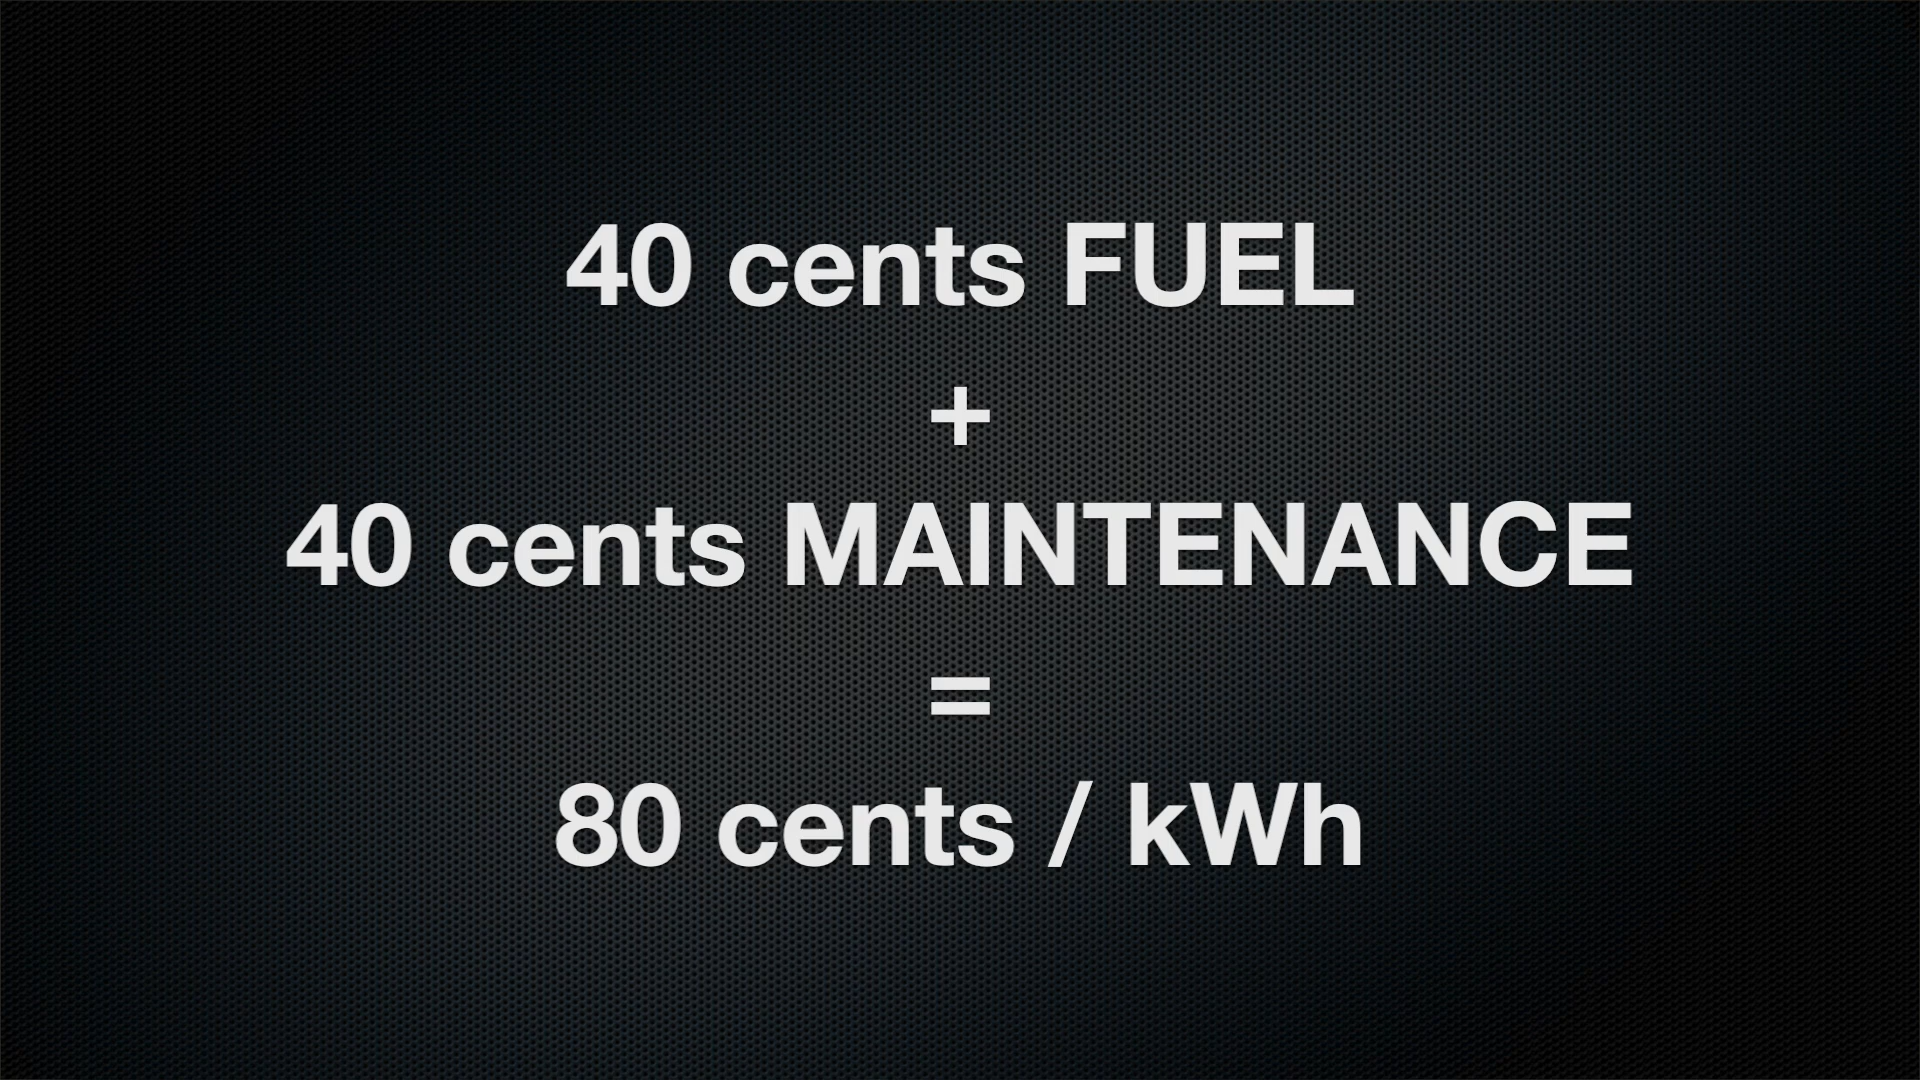 40 cents FUEL
+
40 cents MAINTENANCE
=
80 cents / kWh